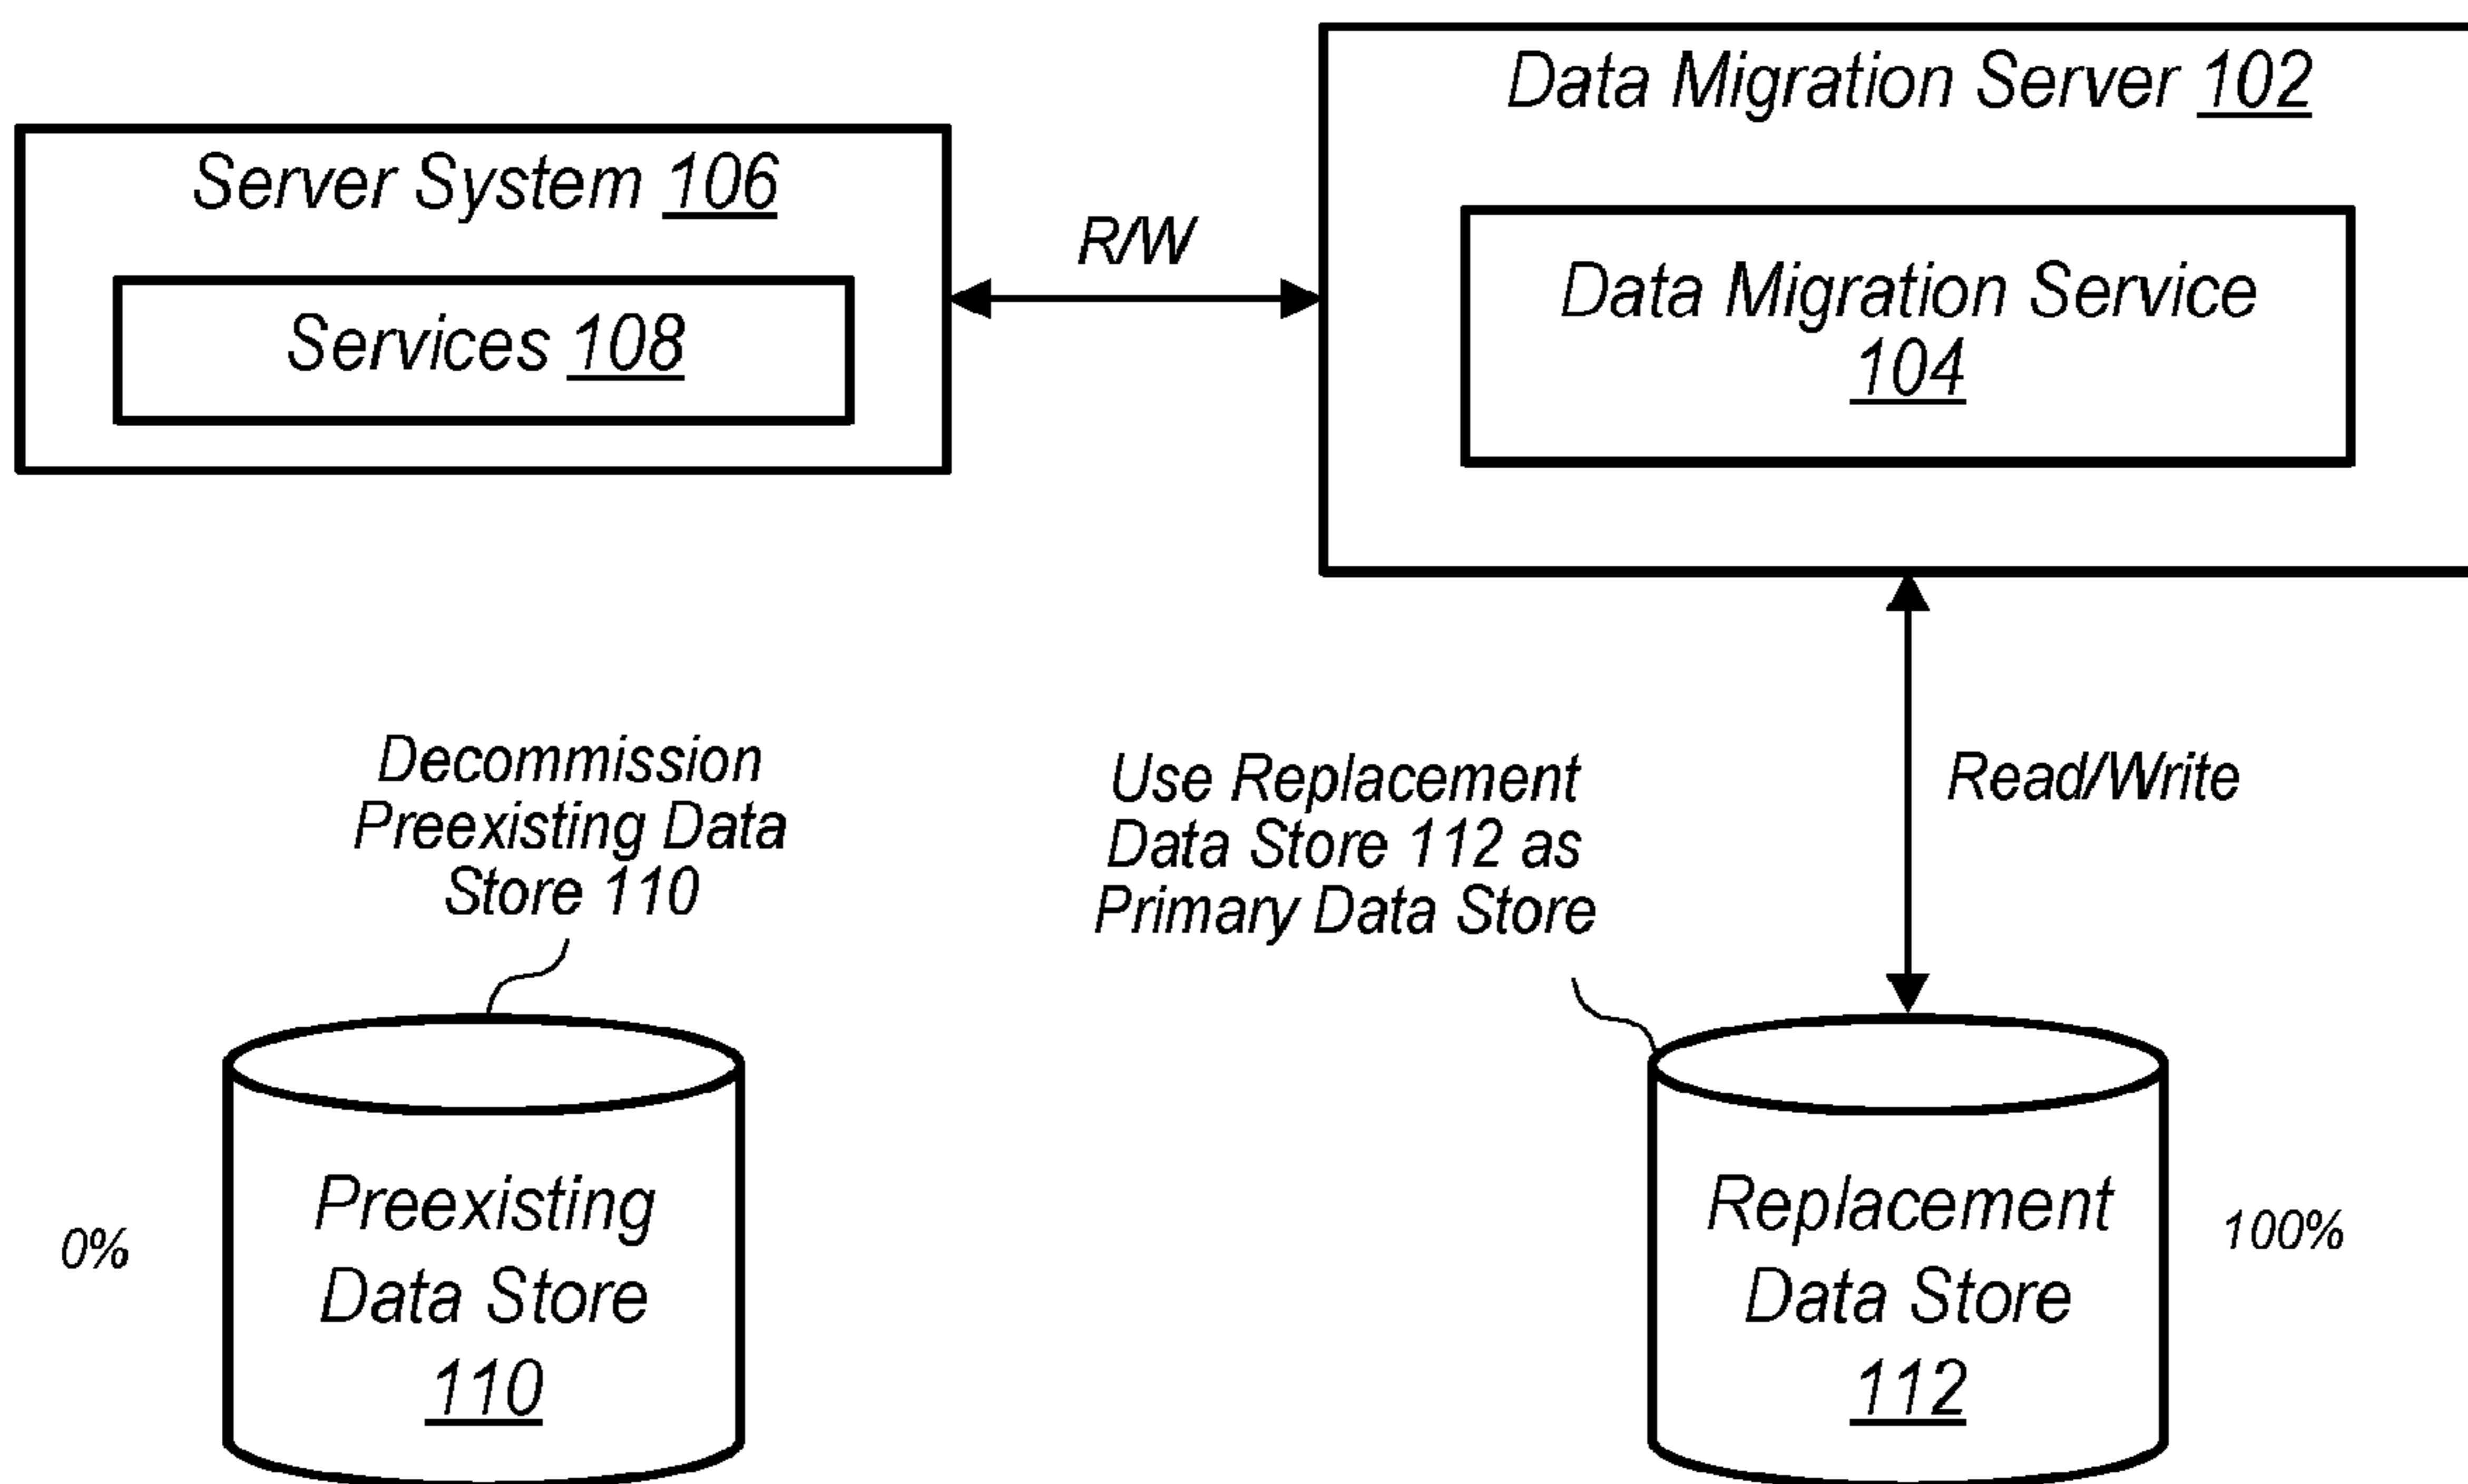 Data Migration Server 102
Server System 106
Services 108
R/W
Data Migration Service
104
Decommission
Preexisting Data
Store 110
Use Replacement
Data Store 112 as
Primary Data Store
Read/Write
0%
Preexisting
Data Store
110
Replacement
Data Store
112
100%